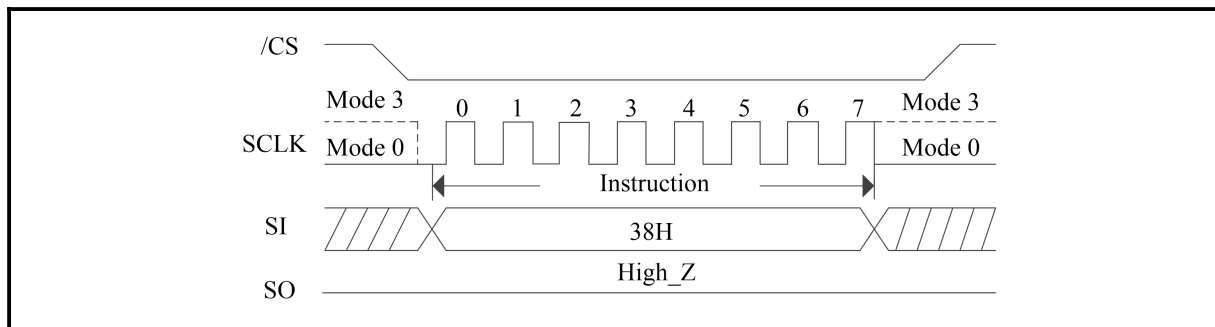 /CS
Mode 3 0 1 2 3 4 5 6 7 Mode 3
SCLK Mode 0 Mode 0
Instruction
SI 38H
High_Z
SO